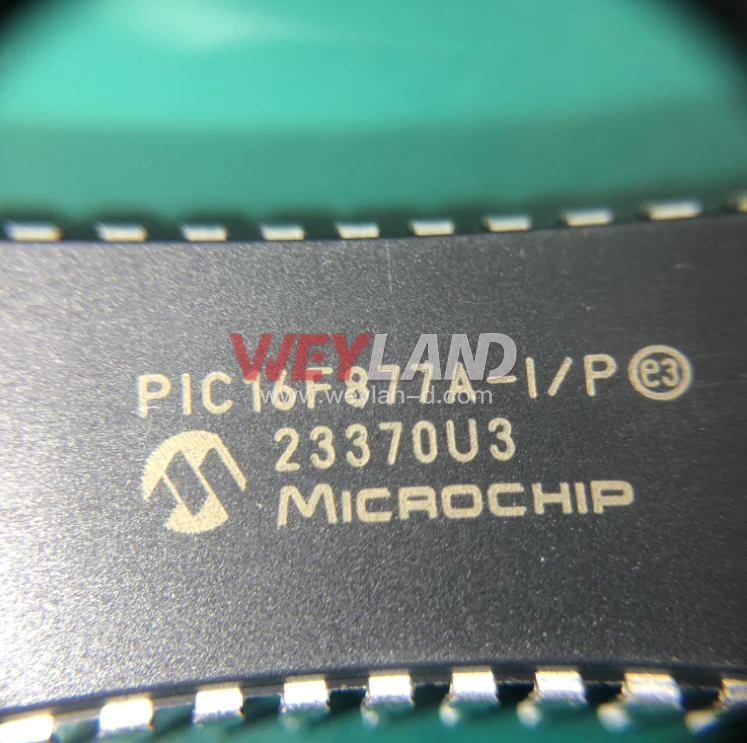 WEYLAND
PIC16F877A-I/P e3
www.weylan-d.com
23370U3
MICROCHIP